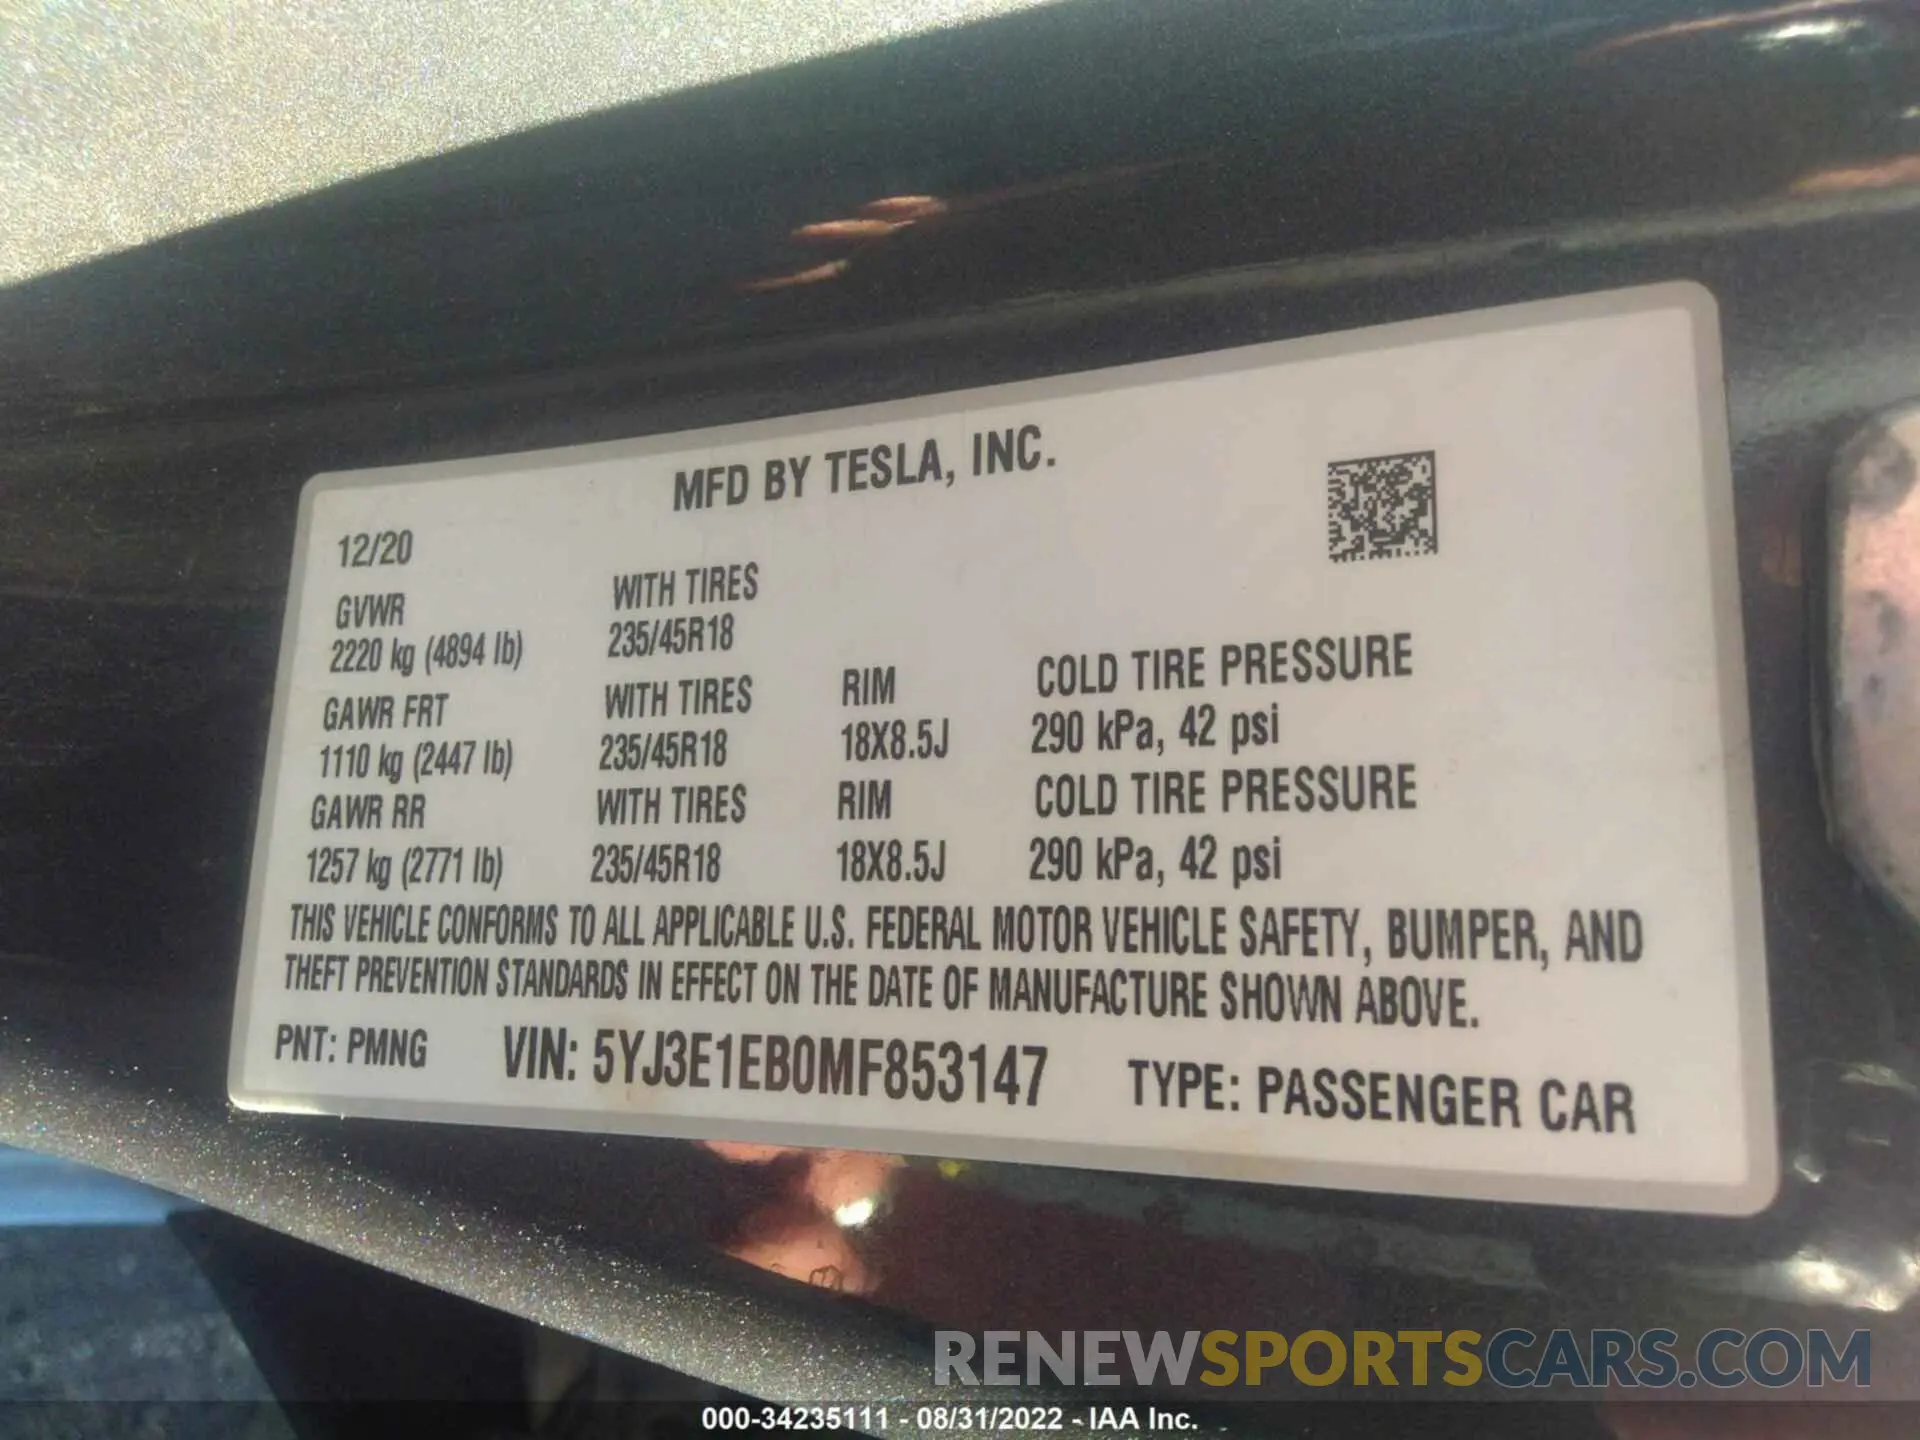 MFD BY TESLA, INC.
12/20
GVWR WITH TIRES
2220 kg (4894 lb) 235/45R18
GAWR FRT WITH TIRES RIM COLD TIRE PRESSURE
1110 kg (2447 lb) 235/45R18 18X8.5J 290 kPa, 42 psi
GAWR RR WITH TIRES RIM COLD TIRE PRESSURE
1257 kg (2771 lb) 235/45R18 18X8.5J 290 kPa, 42 psi
THIS VEHICLE CONFORMS TO ALL APPLICABLE U.S. FEDERAL MOTOR VEHICLE SAFETY, BUMPER, AND
THEFT PREVENTION STANDARDS IN EFFECT ON THE DATE OF MANUFACTURE SHOWN ABOVE.
PNT: PMNG VIN: 5YJ3E1EB0MF853147 TYPE: PASSENGER CAR
RENEWSPORTSCARS.COM
000-34235111 - 08/31/2022 - IAA Inc.